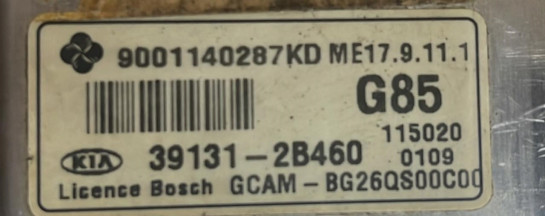 9001140287KD ME17.9.11.1
G85
115020
KIA 39131-2B460 0109
Licence Bosch GCAM-BG26QS00C00